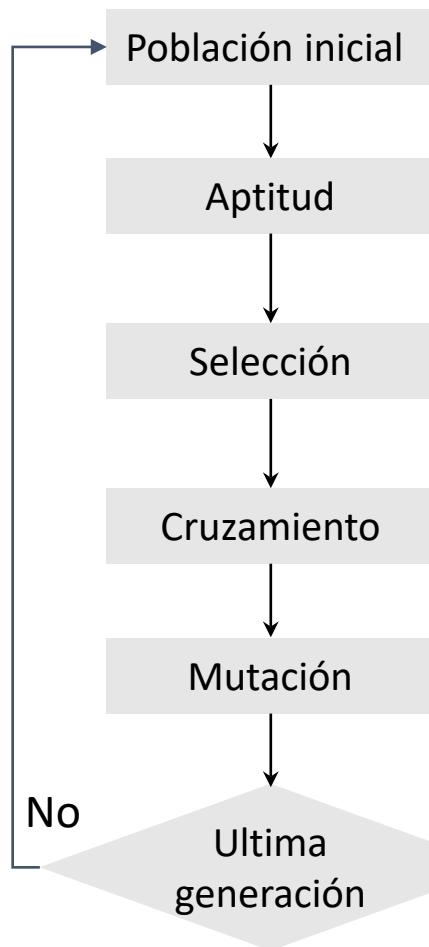 Población inicial
Aptitud
Selección
Cruzamiento
Mutación
No
Ultima
generación